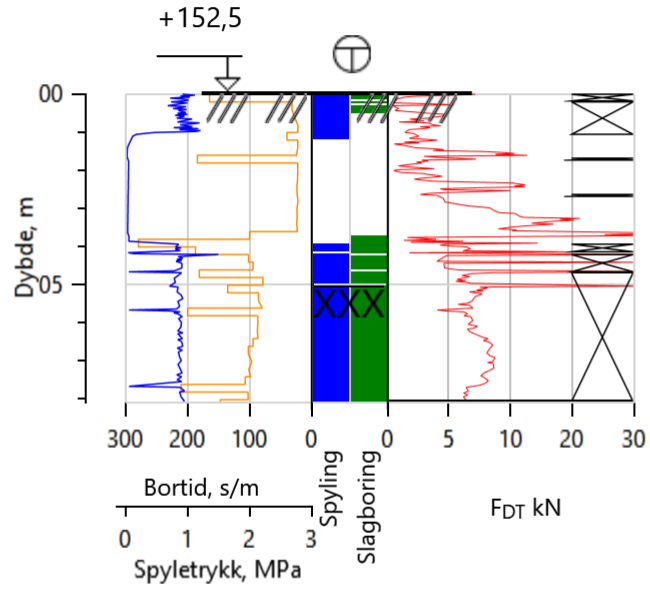 +152,5
00
05
Dybde, m
XXX
300 200 100 0 0 5 10 20 30
Bortid, s/m
0 1 2 3
Spyletrykk, MPa
Spyling
Slagboring
FDT kN